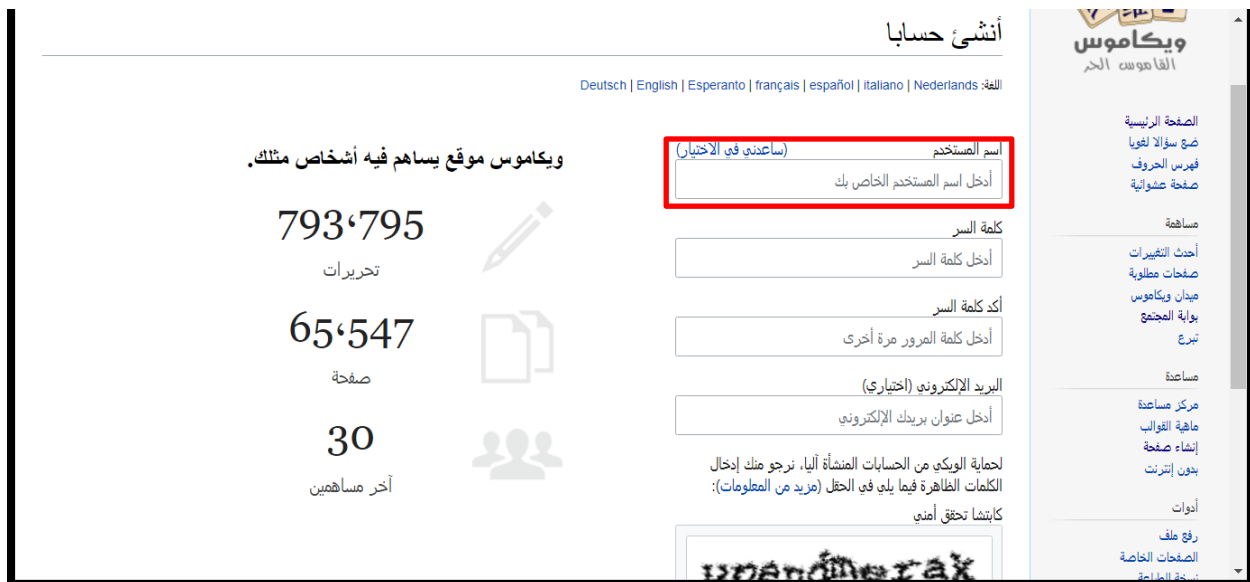 ويكاموس
القاموس الحر
الصفحة الرئيسية
ضع سؤالا لغويا
فهرس الحروف
صفحة عشوائية
مساهمة
أحدث التغييرات
صفحات مطلوبة
ميدان ويكاموس
بوابة المجتمع
تبرع
مساعدة
مركز مساعدة
ماهية القوالب
إنشاء صفحة
بدون إنترنت
أدوات
رفع ملف
الصفحات الخاصة
نسخة للطباعة
أنشئ حسابا
اللغة: Deutsch | English | Esperanto | français | español | italiano | Nederlands
اسم المستخدم (ساعدني في الاختيار)
أدخل اسم المستخدم الخاص بك
كلمة السر
أدخل كلمة السر
أكد كلمة السر
أدخل كلمة المرور مرة أخرى
البريد الإلكتروني (اختياري)
أدخل عنوان بريدك الإلكتروني
لحماية الويكي من الحسابات المنشأة آليا، نرجو منك إدخال
الكلمات الظاهرة فيما يلي في الحقل (مزيد من المعلومات):
كابتشا تحقق أمني
ويكاموس موقع يساهم فيه أشخاص مثلك.
793،795
تحريرات
65،547
صفحة
30
آخر مساهمين